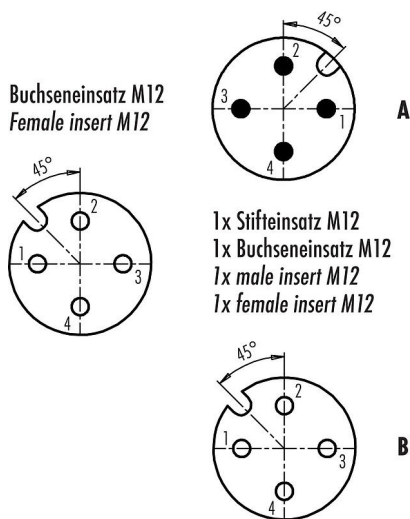 Buchseneinsatz M12
Female insert M12
45°
1
2
3
4
45°
2
3
1
4
A
1x Stifteinsatz M12
1x Buchseneinsatz M12
1x male insert M12
1x female insert M12
45°
2
1
3
4
B